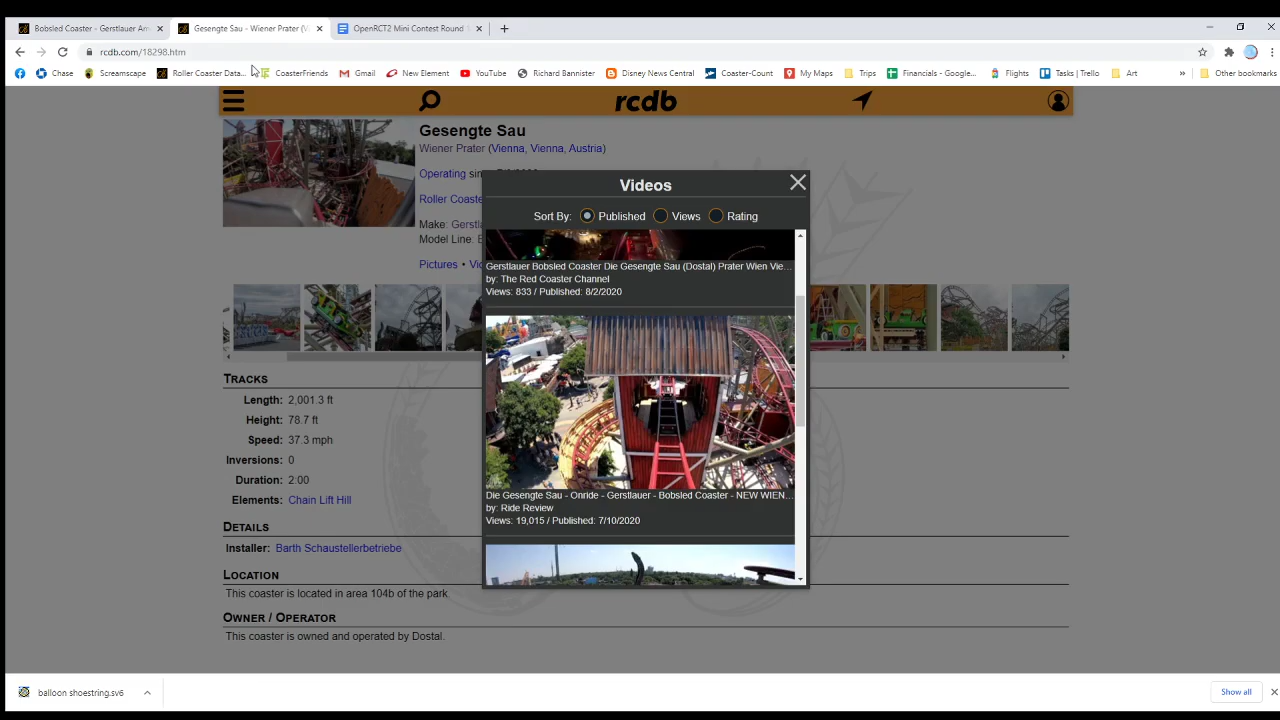 Bobsled Coaster - Gerstlauer Am
Gesengte Sau - Wiener Prater (V
OpenRCT2 Mini Contest Round
rcdb.com/18298.htm
Chase
Screamscape
Roller Coaster Data...
CoasterFriends
Gmail
New Element
YouTube
Richard Bannister
Disney News Central
Coaster-Count
My Maps
Trips
Financials - Google...
Flights
Tasks | Trello
Art
»
Other bookmarks
rcdb
Gesengte Sau
Wiener Prater (Vienna, Vienna, Austria)
Operating sin
Roller Coaste
Make: Gerstl
Model Line: B
Pictures • Vi
Videos
Sort By: Published Views Rating
Gerstlauer Bobsled Coaster Die Gesengte Sau (Dostal) Prater Wien Vie...
by: The Red Coaster Channel
Views: 833 / Published: 8/2/2020
Die Gesengte Sau - Onride - Gerstlauer - Bobsled Coaster - NEW WIEN...
by: Ride Review
Views: 19,015 / Published: 7/10/2020
Tracks
Length: 2,001.3 ft
Height: 78.7 ft
Speed: 37.3 mph
Inversions: 0
Duration: 2:00
Elements: Chain Lift Hill
Details
Installer: Barth Schaustellerbetriebe
Location
This coaster is located in area 104b of the park
Owner / Operator
This coaster is owned and operated by Dostal.
balloon shoestring.sv6
Show all